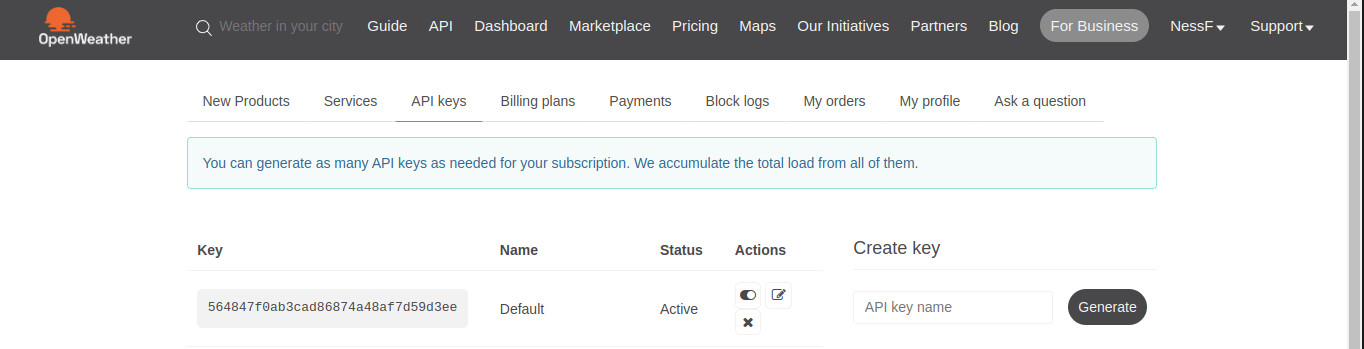 OpenWeather
Weather in your city Guide API Dashboard Marketplace Pricing Maps Our Initiatives Partners Blog For Business NessF Support
New Products Services API keys Billing plans Payments Block logs My orders My profile Ask a question
You can generate as many API keys as needed for your subscription. We accumulate the total load from all of them.
Key Name Status Actions Create key
564847f0ab3cad86874a48af7d59d3ee Default Active API key name Generate